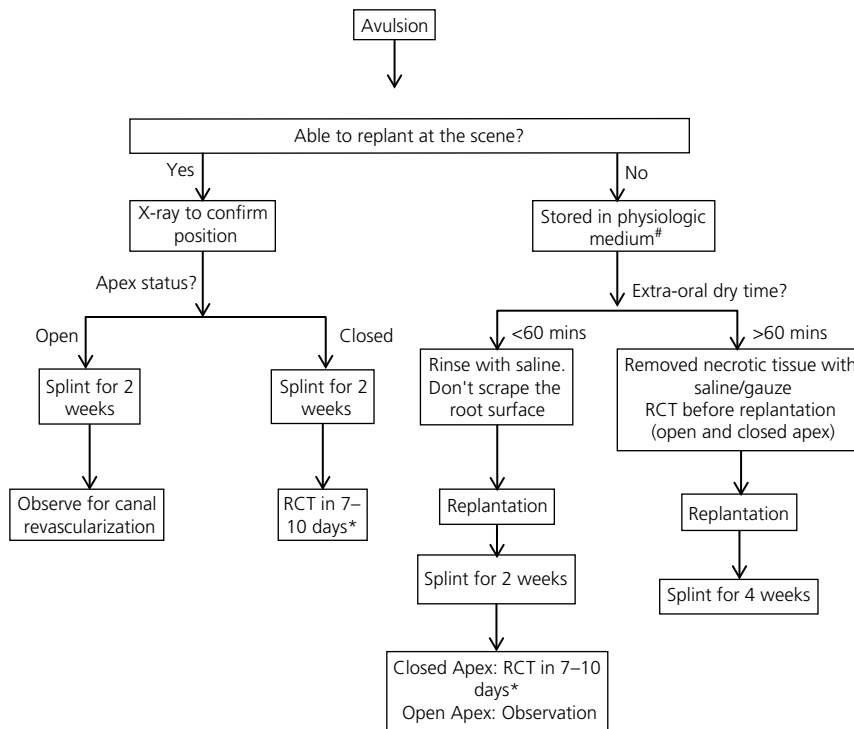 Avulsion
Able to replant at the scene?
Yes
No
X-ray to confirm
position
Stored in physiologic
medium#
Apex status?
Extra-oral dry time?
Open
Closed
<60 mins
>60 mins
Splint for 2
weeks
Splint for 2
weeks
Rinse with saline.
Don't scrape the
root surface
Removed necrotic tissue with
saline/gauze
RCT before replantation
(open and closed apex)
Observe for canal
revascularization
RCT in 7–
10 days*
Replantation
Replantation
Splint for 2 weeks
Splint for 4 weeks
Closed Apex: RCT in 7–10
days*
Open Apex: Observation